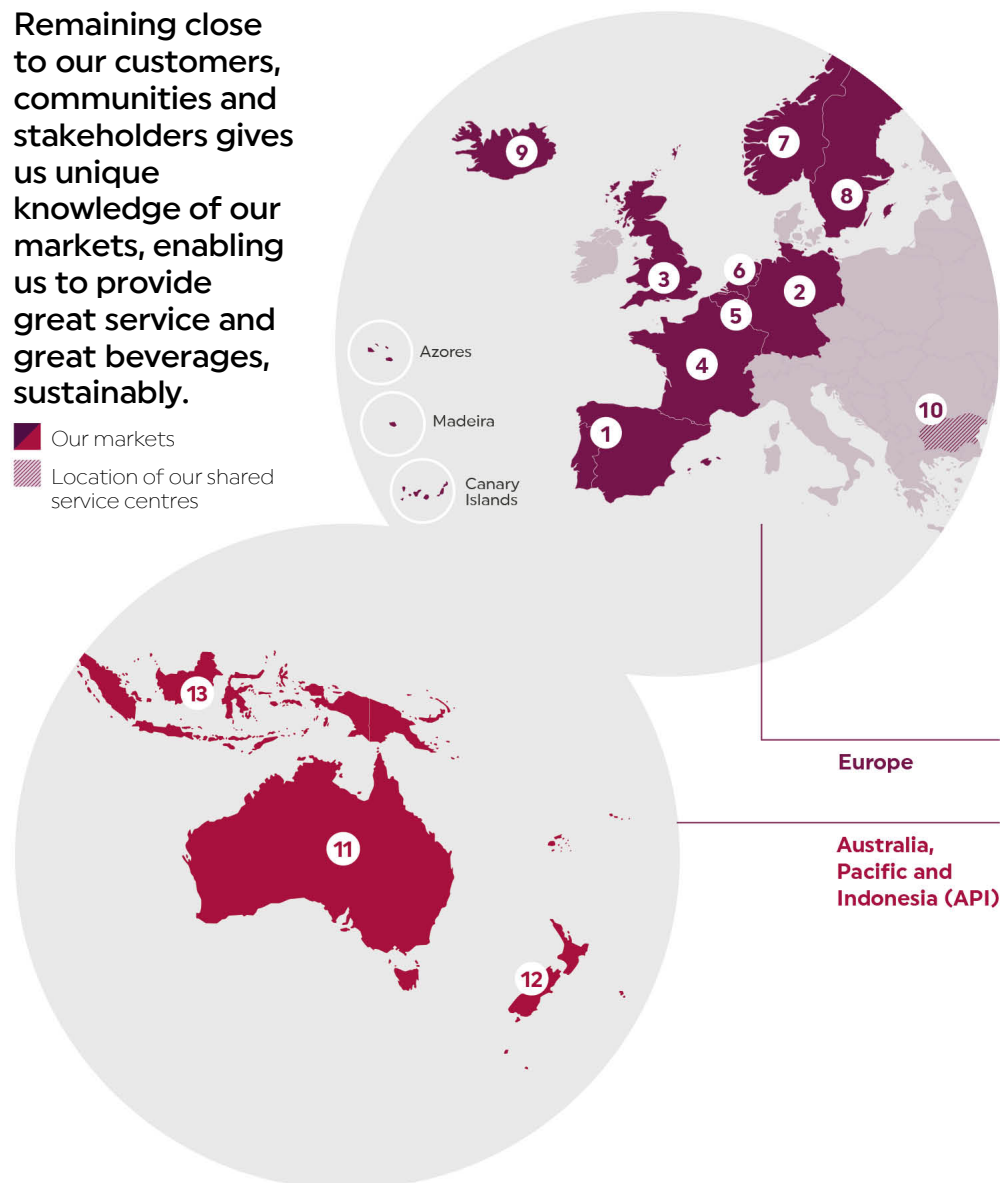 Remaining close
to our customers,
communities and
stakeholders gives
us unique
knowledge of our
markets, enabling
us to provide
great service and
great beverages,
sustainably.
Our markets
Location of our shared
service centres
9
7
8
3
6
2
5
4
10
1
Azores
Madeira
Canary
Islands
Europe
13
11
12
Australia,
Pacific and
Indonesia (API)